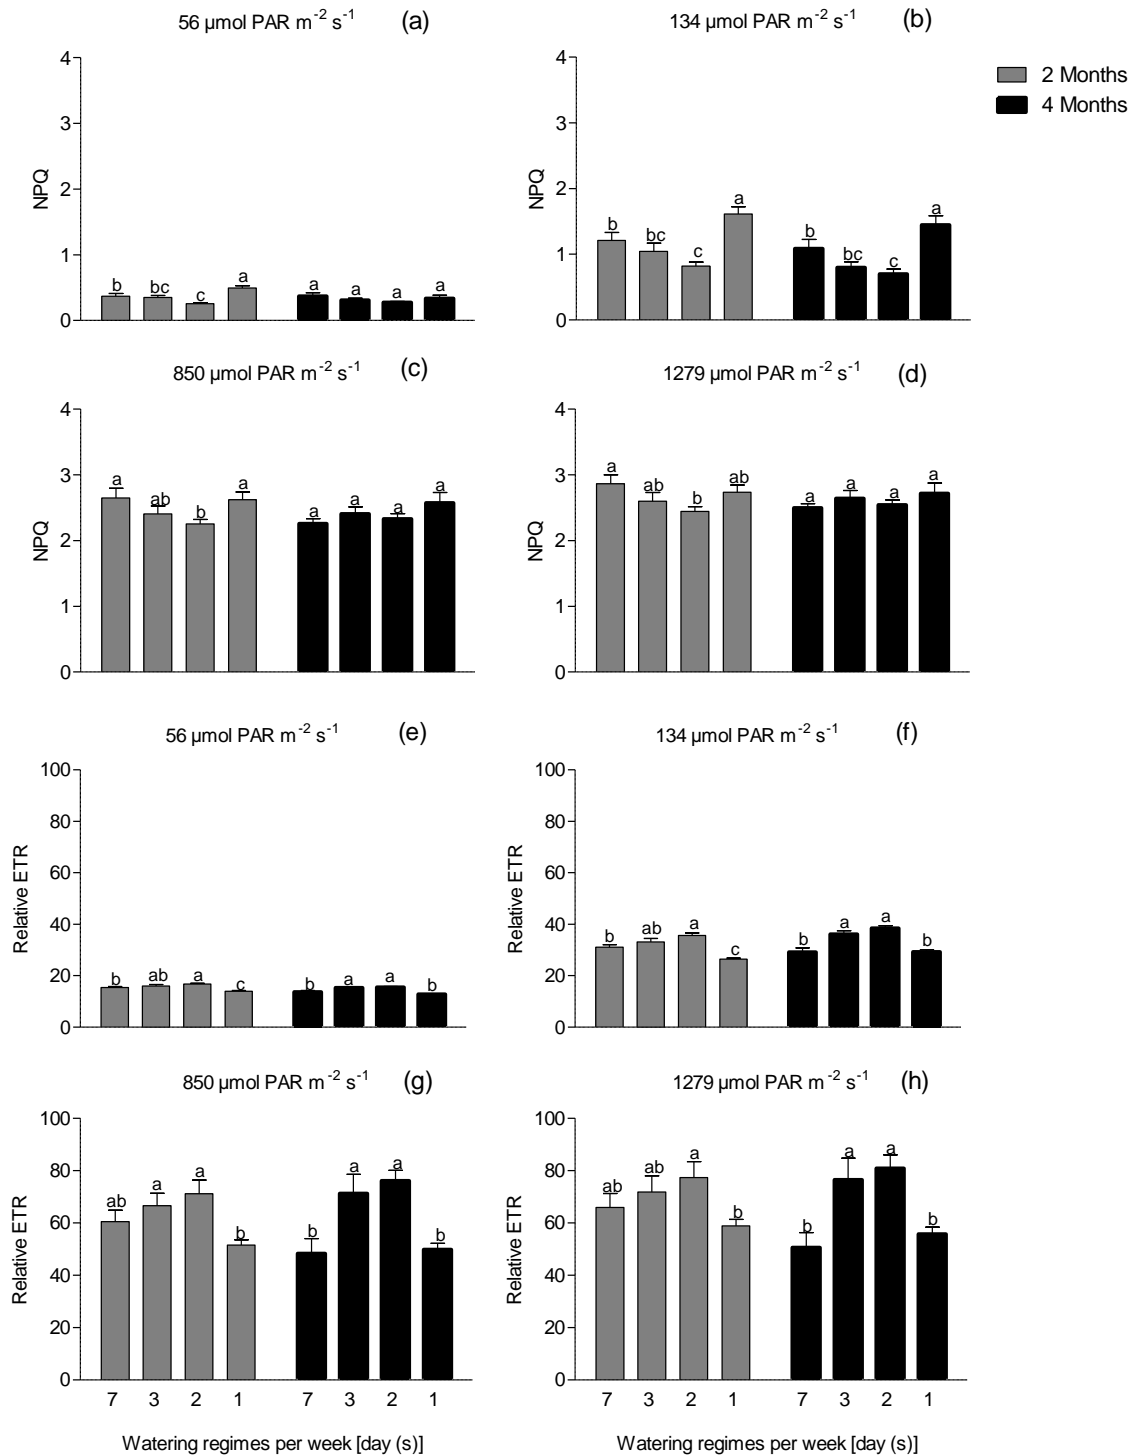 56 µmol PAR m-2 s-1 (a)
134 µmol PAR m-2 s-1 (b)
2 Months
4 Months
4
3
2
1
0
NPQ
b bc c a a a a a
4
3
2
1
0
NPQ
b bc c a b bc c a
850 µmol PAR m-2 s-1 (c)
1279 µmol PAR m-2 s-1 (d)
4
3
2
1
0
NPQ
a ab b a a a a a
4
3
2
1
0
NPQ
a ab b ab a a a a
56 µmol PAR m-2 s-1 (e)
134 µmol PAR m-2 s-1 (f)
100
80
60
40
20
0
Relative ETR
b ab a c b a a b
100
80
60
40
20
0
Relative ETR
b ab a c b a a b
850 µmol PAR m-2 s-1 (g)
1279 µmol PAR m-2 s-1 (h)
100
80
60
40
20
0
Relative ETR
ab a a b b a a b
7 3 2 1 7 3 2 1
Watering regimes per week [day (s)]
100
80
60
40
20
0
Relative ETR
ab ab a b b a a b
7 3 2 1 7 3 2 1
Watering regimes per week [day (s)]